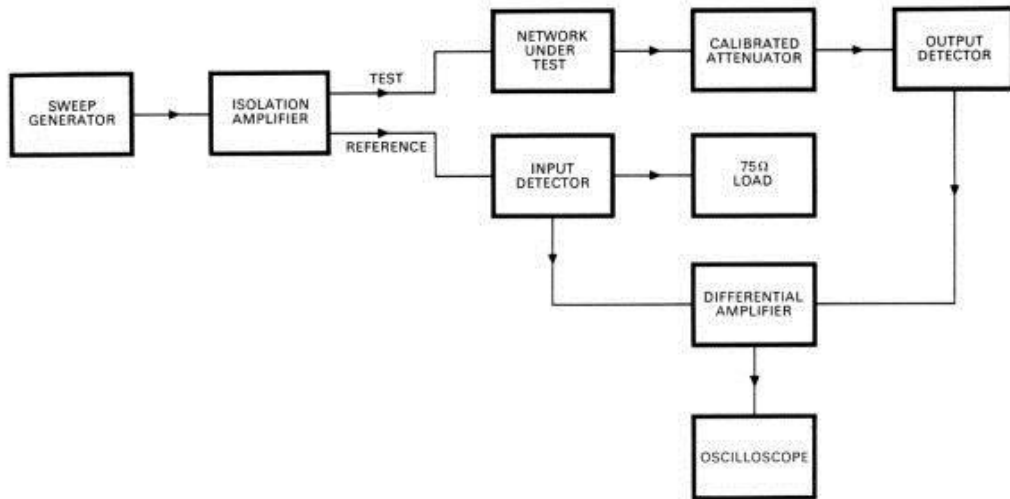 NETWORK
UNDER
TEST
CALIBRATED
ATTENUATOR
OUTPUT
DETECTOR
SWEEP
GENERATOR
ISOLATION
AMPLIFIER
TEST
REFERENCE
INPUT
DETECTOR
75Ω
LOAD
DIFFERENTIAL
AMPLIFIER
OSCILLOSCOPE